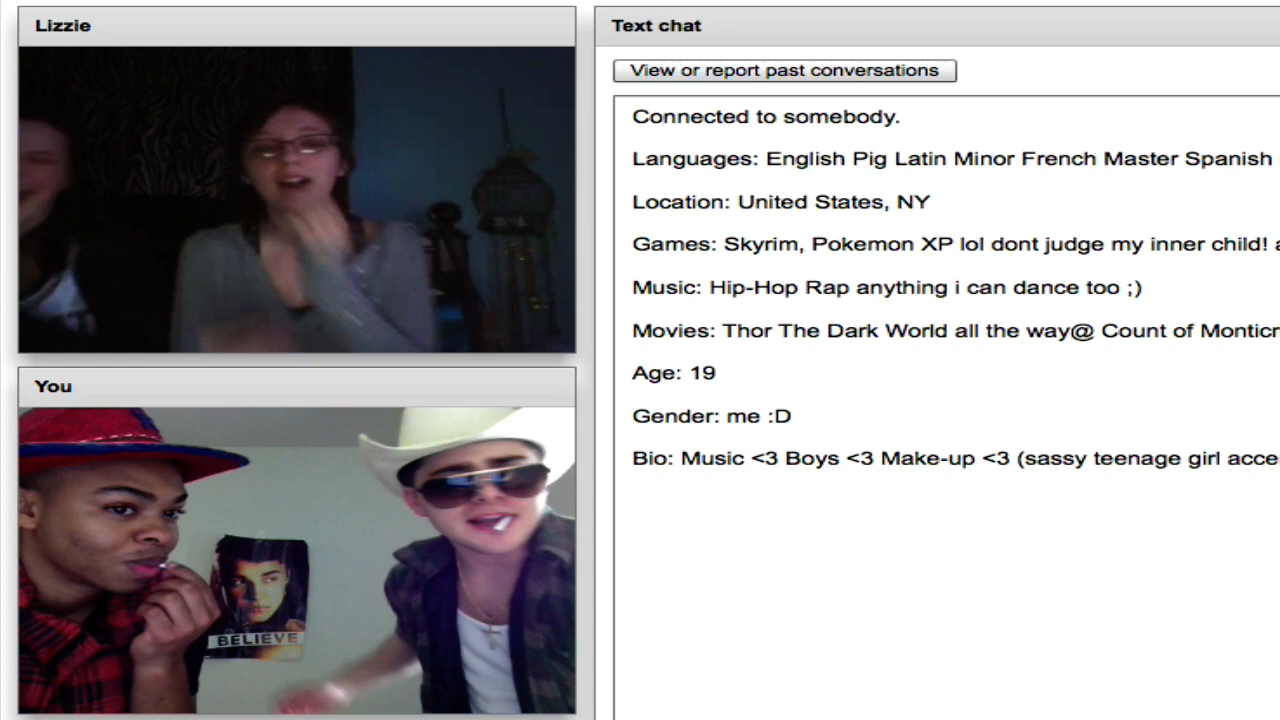 Lizzie
Text chat
View or report past conversations
Connected to somebody.
Languages: English Pig Latin Minor French Master Spanish
Location: United States, NY
Games: Skyrim, Pokemon XP lol dont judge my inner child!
Music: Hip-Hop Rap anything i can dance too ;)
Movies: Thor The Dark World all the way@ Count of
Age: 19
Gender: me :D
Bio: Music <3 Boys <3 Make-up <3 (sassy teenage girl
You
BELIEVE